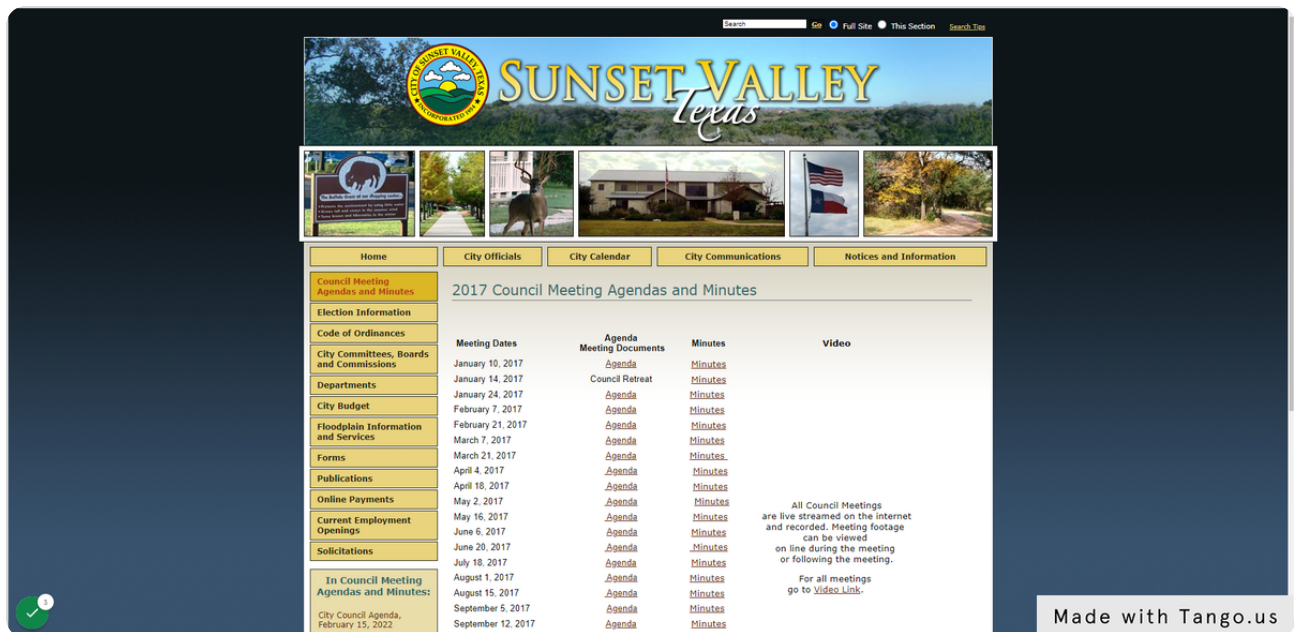 Search Go Full Site This Section Search Tips
CITY OF SUNSET VALLEY, TEXAS
INCORPORATED 1954
SUNSET VALLEY
Texas
Home City Officials City Calendar City Communications Notices and Information
Council Meeting
Agendas and Minutes
Election Information
Code of Ordinances
City Committees, Boards
and Commissions
Departments
City Budget
Floodplain Information
and Services
Forms
Publications
Online Payments
Current Employment
Openings
Solicitations
In Council Meeting
Agendas and Minutes:
City Council Agenda,
February 15, 2022
2017 Council Meeting Agendas and Minutes
Meeting Dates Agenda Meeting Documents Minutes Video
January 10, 2017 Agenda Minutes
January 14, 2017 Council Retreat Minutes
January 24, 2017 Agenda Minutes
February 7, 2017 Agenda Minutes
February 21, 2017 Agenda Minutes
March 7, 2017 Agenda Minutes
March 21, 2017 Agenda Minutes
April 4, 2017 Agenda Minutes
April 18, 2017 Agenda Minutes
May 2, 2017 Agenda Minutes
May 16, 2017 Agenda Minutes
June 6, 2017 Agenda Minutes
June 20, 2017 Agenda Minutes
July 18, 2017 Agenda Minutes
August 1, 2017 Agenda Minutes
August 15, 2017 Agenda Minutes
September 5, 2017 Agenda Minutes
September 12, 2017 Agenda Minutes
All Council Meetings
are live streamed on the internet
and recorded. Meeting footage
can be viewed
on line during the meeting
or following the meeting.
For all meetings
go to Video Link.
3
Made with Tango.us